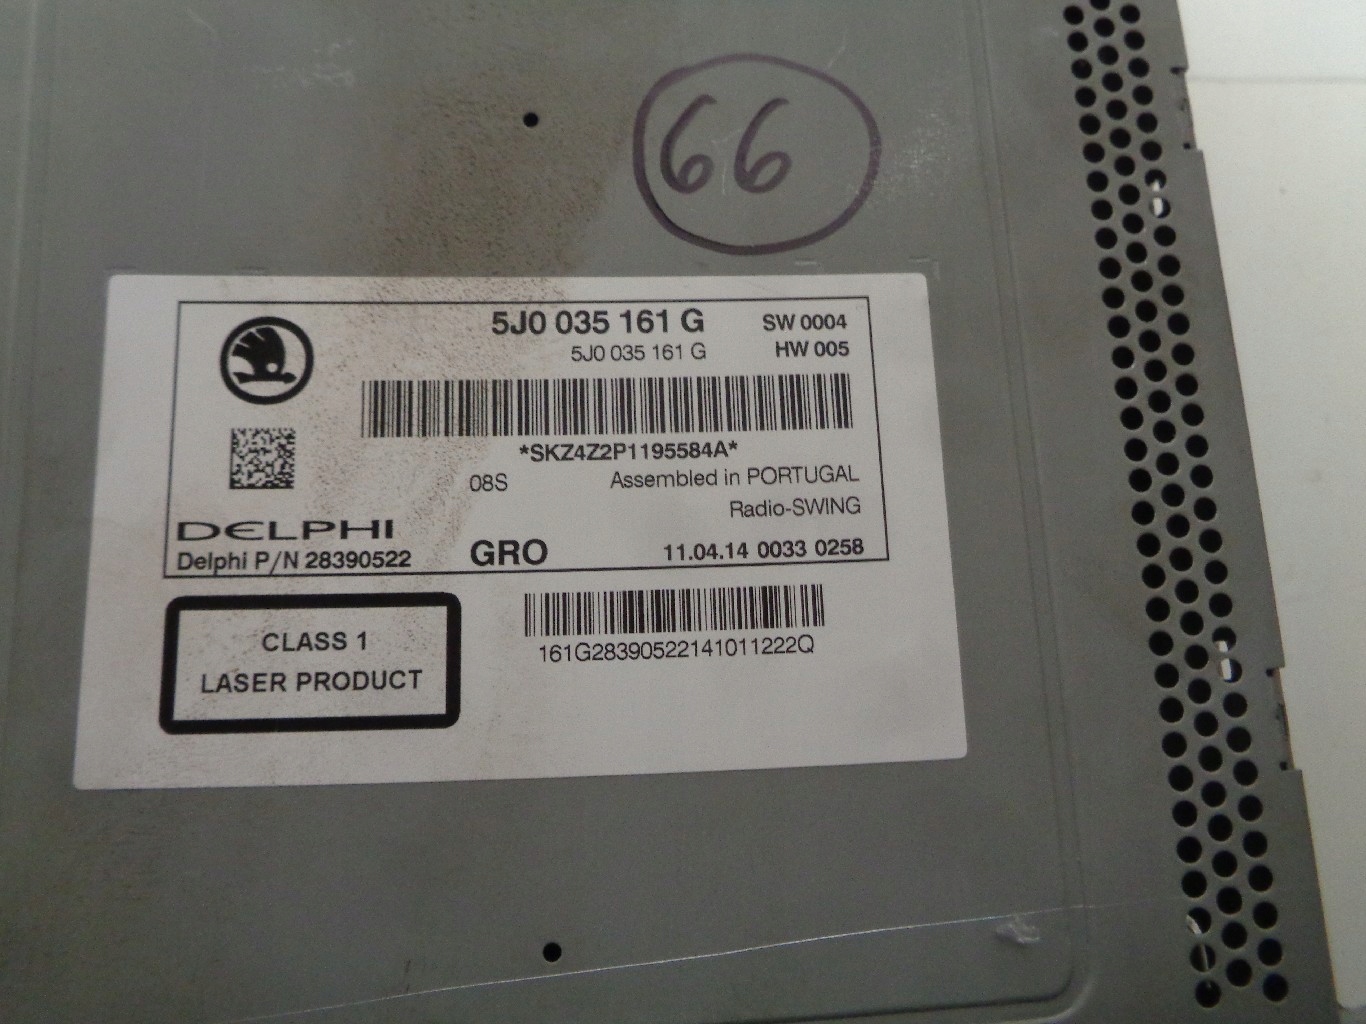 66
5J0 035 161 G
SW 0004
5J0 035 161 G
HW 005
*SKZ4Z2P1195584A*
08S
Assembled in PORTUGAL
Radio-SWING
DELPHI
Delphi P/N 28390522
GRO
11.04.14 0033 0258
CLASS 1
LASER PRODUCT
161G28390522141011222Q